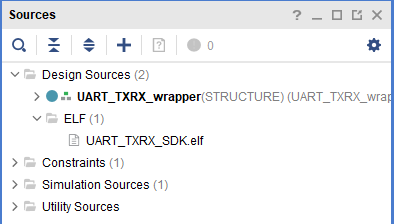 Sources
0
Design Sources (2)
UART_TXRX_wrapper(STRUCTURE) (UART_TXRX_wrap
ELF (1)
UART_TXRX_SDK.elf
Constraints (1)
Simulation Sources (1)
Utility Sources